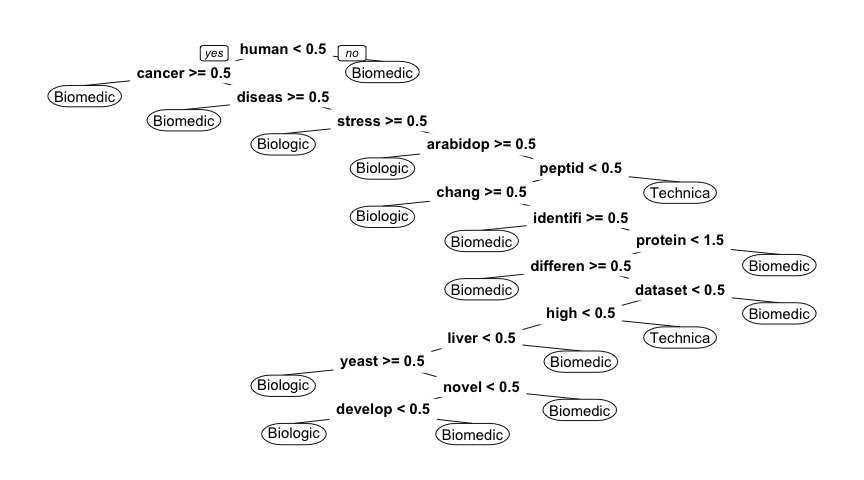 yes human < 0.5 no
cancer >= 0.5 Biomedic
Biomedic diseas >= 0.5
Biomedic stress >= 0.5
Biologic arabidop >= 0.5
Biologic peptid < 0.5
chang >= 0.5 Technica
Biologic identifi >= 0.5
Biomedic protein < 1.5
differen >= 0.5 Biomedic
Biomedic dataset < 0.5
high < 0.5 Biomedic
liver < 0.5 Technica
yeast >= 0.5 Biomedic
Biologic novel < 0.5
develop < 0.5 Biomedic
Biologic Biomedic